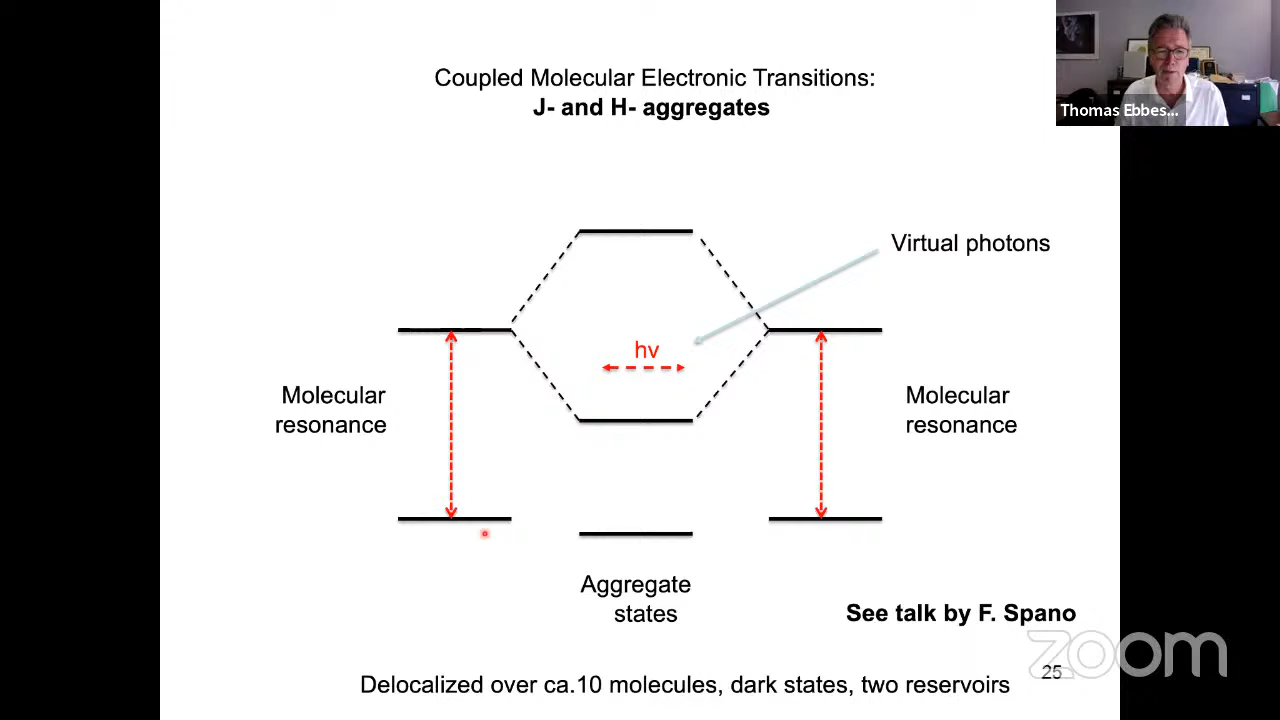 Coupled Molecular Electronic Transitions:
J- and H- aggregates
Thomas Ebbes...
Virtual photons
hν
Molecular
resonance
Molecular
resonance
Aggregate
states
See talk by F. Spano
zoom
25
Delocalized over ca.10 molecules, dark states, two reservoirs